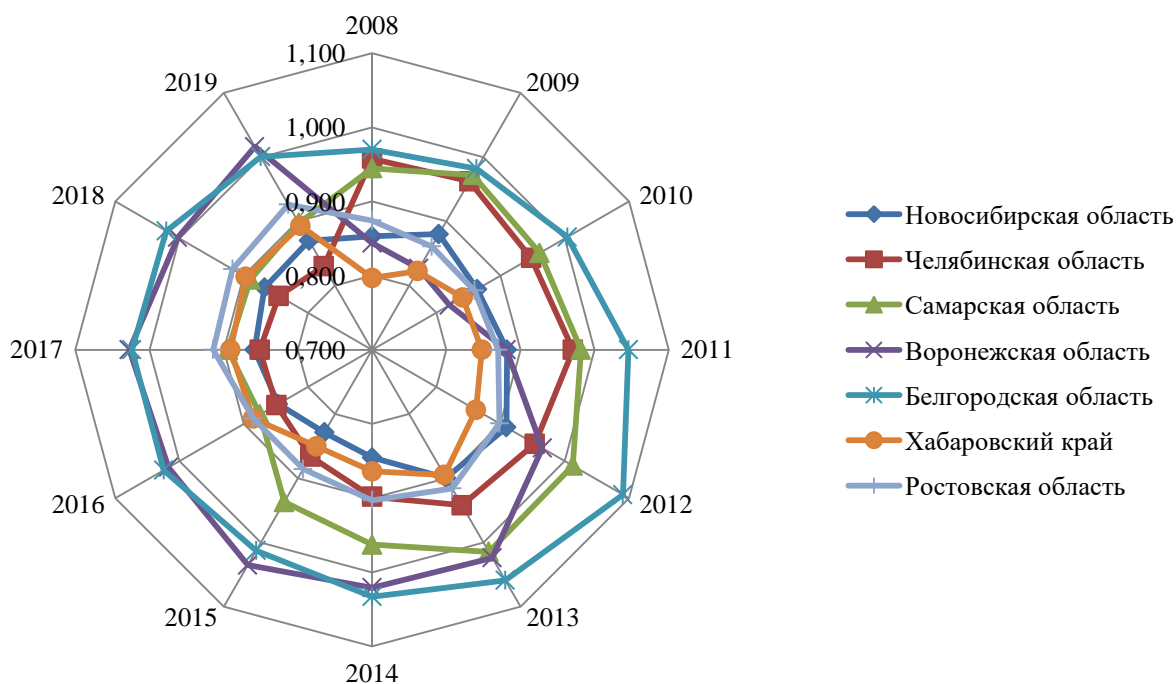 2008
1,100
2019
2009
1,000
2018
0,900
2010
0,800
2017
0,700
2011
2016
2012
2015
2013
2014
Новосибирская область
Челябинская область
Самарская область
Воронежская область
Белгородская область
Хабаровский край
Ростовская область